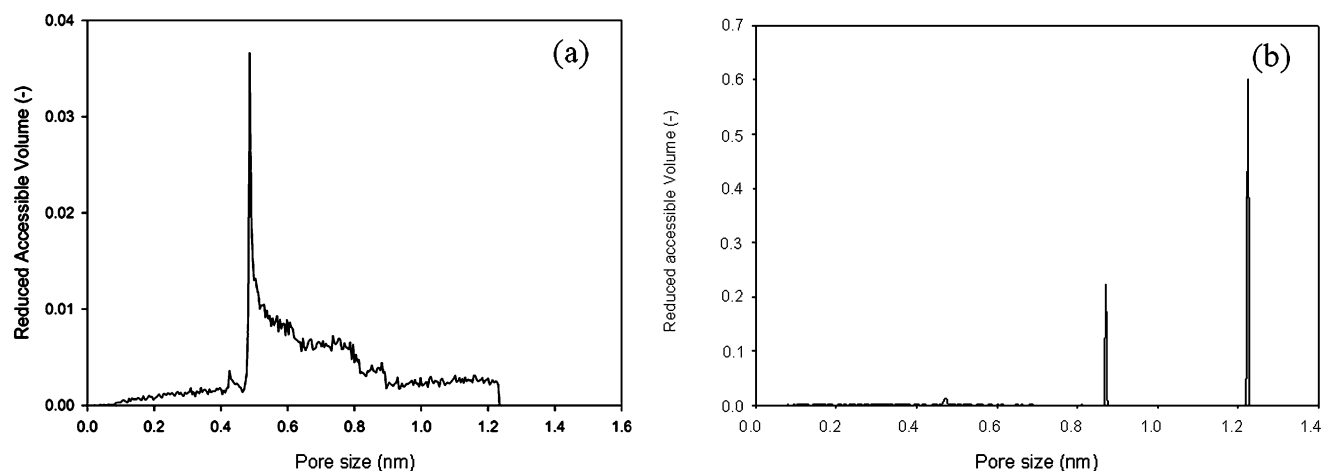 (a)
Reduced Accessible Volume (-)
0.04
0.03
0.02
0.01
0.00
0.0 0.2 0.4 0.6 0.8 1.0 1.2 1.4 1.6
Pore size (nm)
(b)
Reduced accessible Volume (-)
0.7
0.6
0.5
0.4
0.3
0.2
0.1
0.0
0.0 0.2 0.4 0.6 0.8 1.0 1.2 1.4
Pore size (nm)